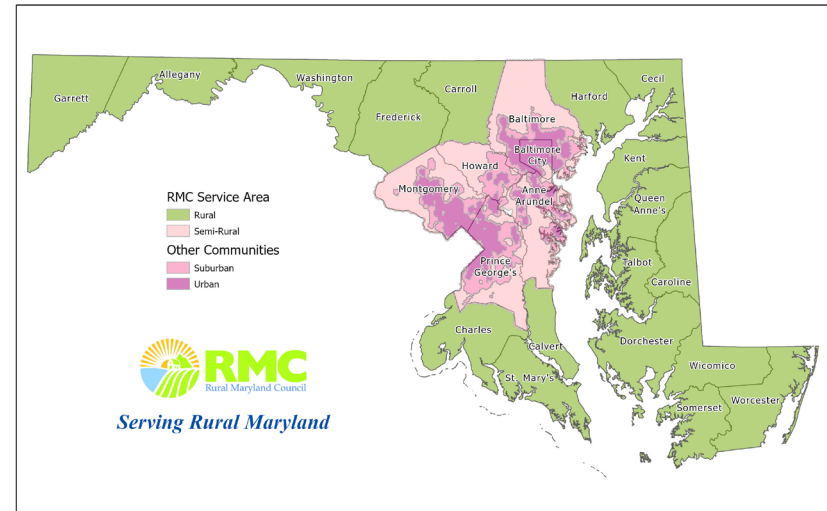 Garrett
Allegany
Washington
Frederick
Carroll
Baltimore
Harford
Cecil
Baltimore
City
Howard
Montgomery
Anne
Arundel
Prince
George's
Kent
Queen
Anne's
Talbot
Caroline
Charles
Calvert
St. Mary's
Dorchester
Wicomico
Somerset
Worcester
RMC Service Area
Rural
Semi-Rural
Other Communities
Suburban
Urban
RMC
Rural Maryland Council
Serving Rural Maryland